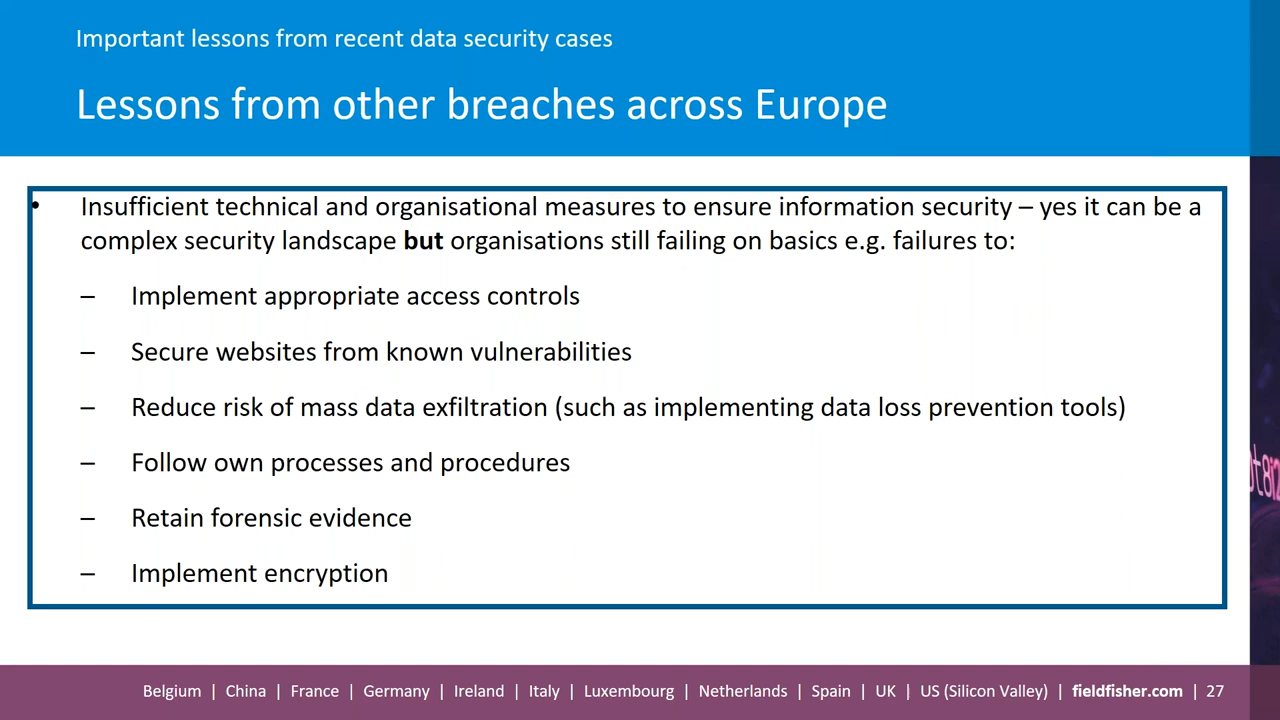 Important lessons from recent data security cases
Lessons from other breaches across Europe
• Insufficient technical and organisational measures to ensure information security – yes it can be a
complex security landscape but organisations still failing on basics e.g. failures to:
– Implement appropriate access controls
– Secure websites from known vulnerabilities
– Reduce risk of mass data exfiltration (such as implementing data loss prevention tools)
– Follow own processes and procedures
– Retain forensic evidence
– Implement encryption
Belgium | China | France | Germany | Ireland | Italy | Luxembourg | Netherlands | Spain | UK | US (Silicon Valley) | fieldfisher.com | 27